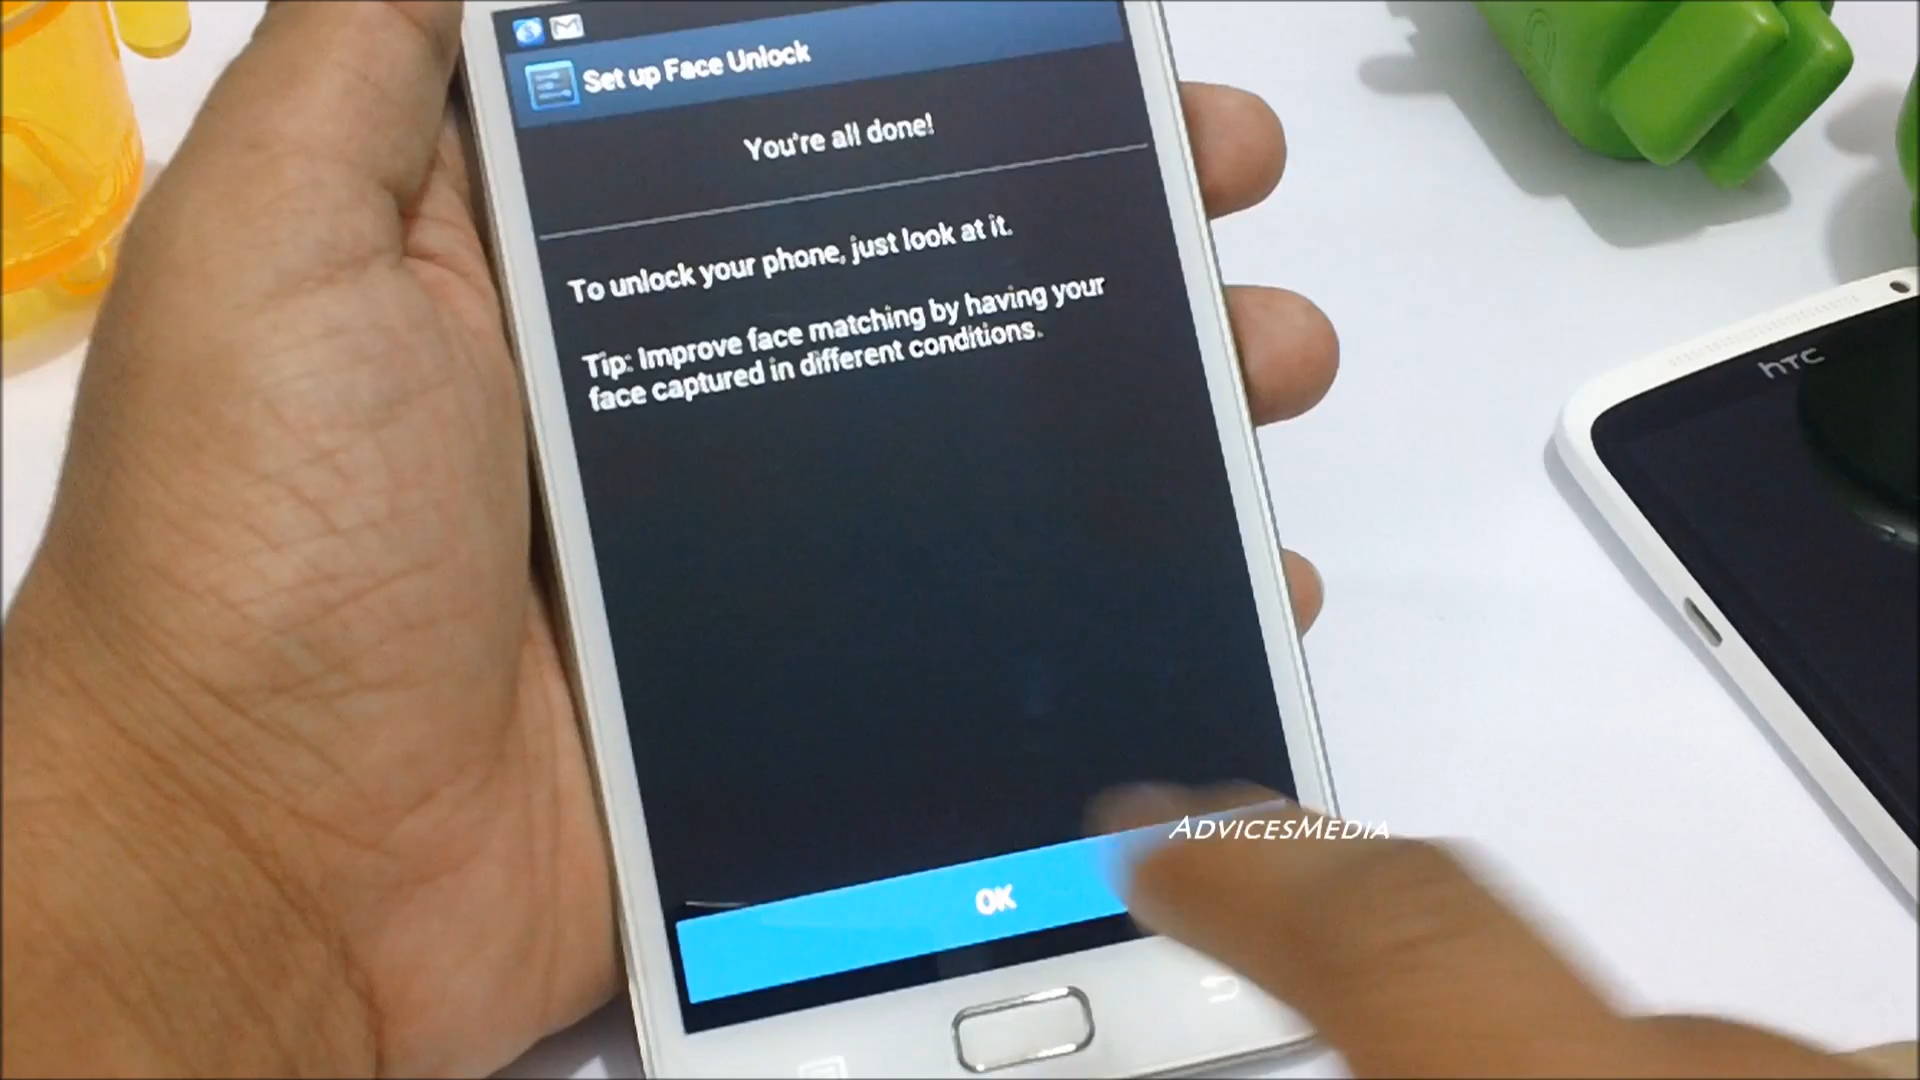 Set up Face Unlock
You're all done!
To unlock your phone, just look at it.
Tip: Improve face matching by having your
face captured in different conditions.
hTC
ADVICESMEDIA
OK